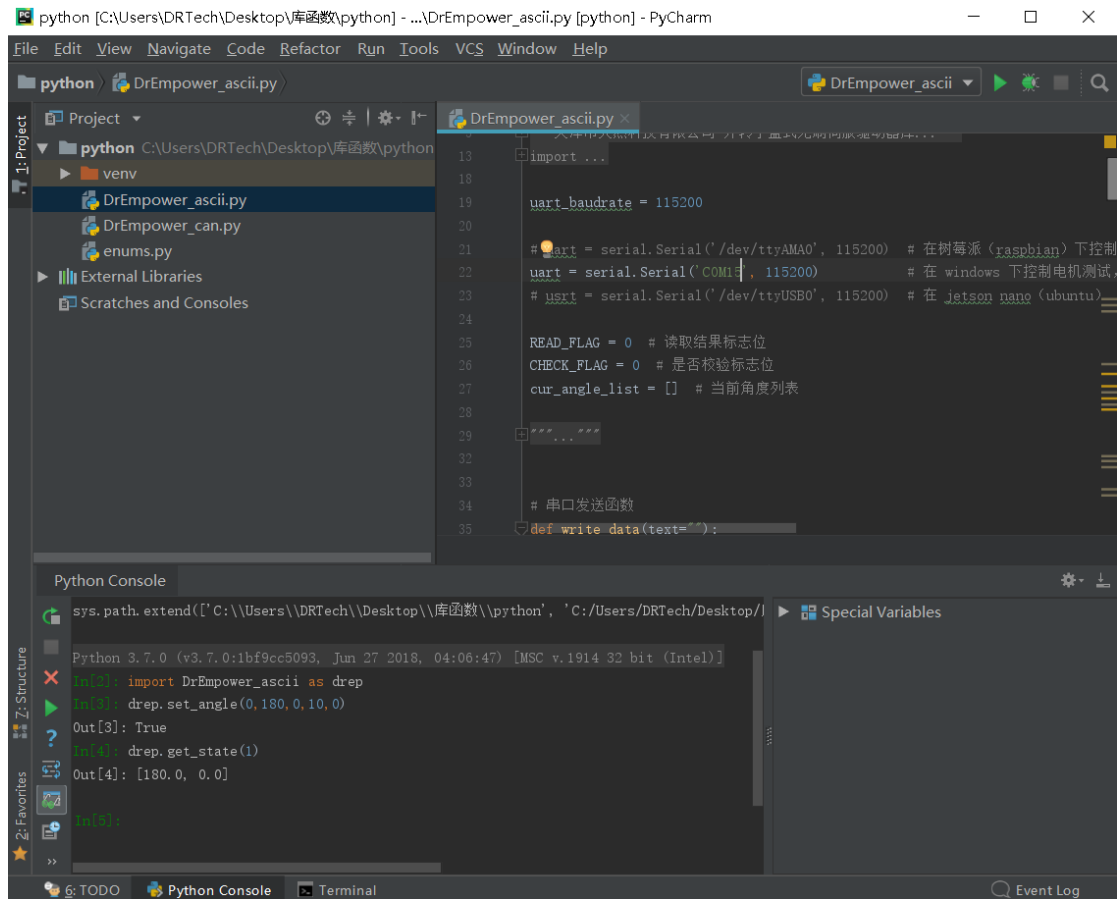 python [C:\Users\DRTech\Desktop\库函数\python] - ...\DrEmpower_ascii.py [python] - PyCharm
File Edit View Navigate Code Refactor Run Tools VCS Window Help
python DrEmpower_ascii.py
DrEmpower_ascii
1: Project
Project
python C:\Users\DRTech\Desktop\库函数\python
venv
DrEmpower_ascii.py
DrEmpower_can.py
enums.py
External Libraries
Scratches and Consoles
DrEmpower_ascii.py
13 import ...
18
19 uart_baudrate = 115200
20
21 # uart = serial.Serial('/dev/ttyAMA0', 115200) # 在树莓派（raspbian）下控制
22 uart = serial.Serial('COM15', 115200) # 在 windows 下控制电机测试，
23 # usrt = serial.Serial('/dev/ttyUSB0', 115200) # 在 jetson nano（ubuntu）
24
25 READ_FLAG = 0 # 读取结果标志位
26 CHECK_FLAG = 0 # 是否校验标志位
27 cur_angle_list = [] # 当前角度列表
28
29 """..."""
32
33
34 # 串口发送函数
35 def write_data(text=""):
Python Console
sys.path.extend(['C:\\Users\\DRTech\\Desktop\\库函数\\python', 'C:/Users/DRTech/Desktop/
Python 3.7.0 (v3.7.0:1bf9cc5093, Jun 27 2018, 04:06:47) [MSC v.1914 32 bit (Intel)]
In[2]: import DrEmpower_ascii as drep
In[3]: drep.set_angle(0,180,0,10,0)
Out[3]: True
In[4]: drep.get_state(1)
Out[4]: [180.0, 0.0]
In[5]:
Special Variables
7: Structure
2: Favorites
6: TODO Python Console Terminal Event Log